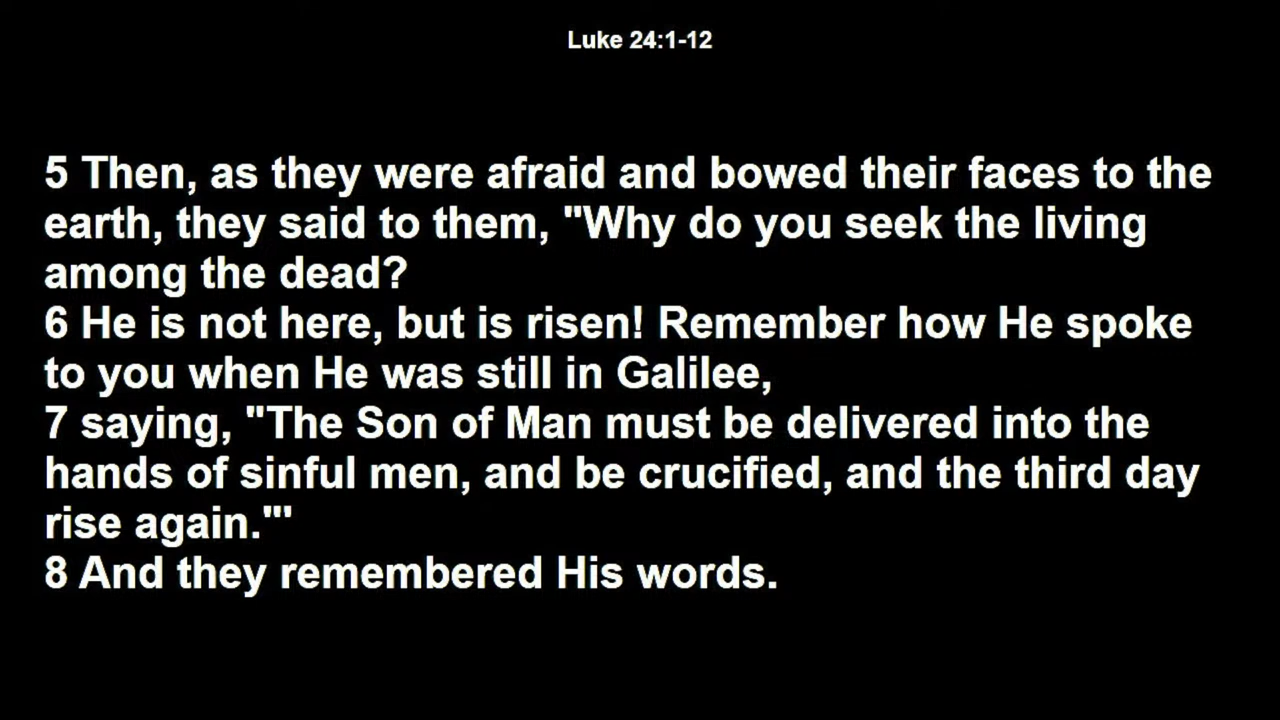 Luke 24:1-12
5 Then, as they were afraid and bowed their faces to the
earth, they said to them, "Why do you seek the living
among the dead?
6 He is not here, but is risen! Remember how He spoke
to you when He was still in Galilee,
7 saying, "The Son of Man must be delivered into the
hands of sinful men, and be crucified, and the third day
rise again."'
8 And they remembered His words.